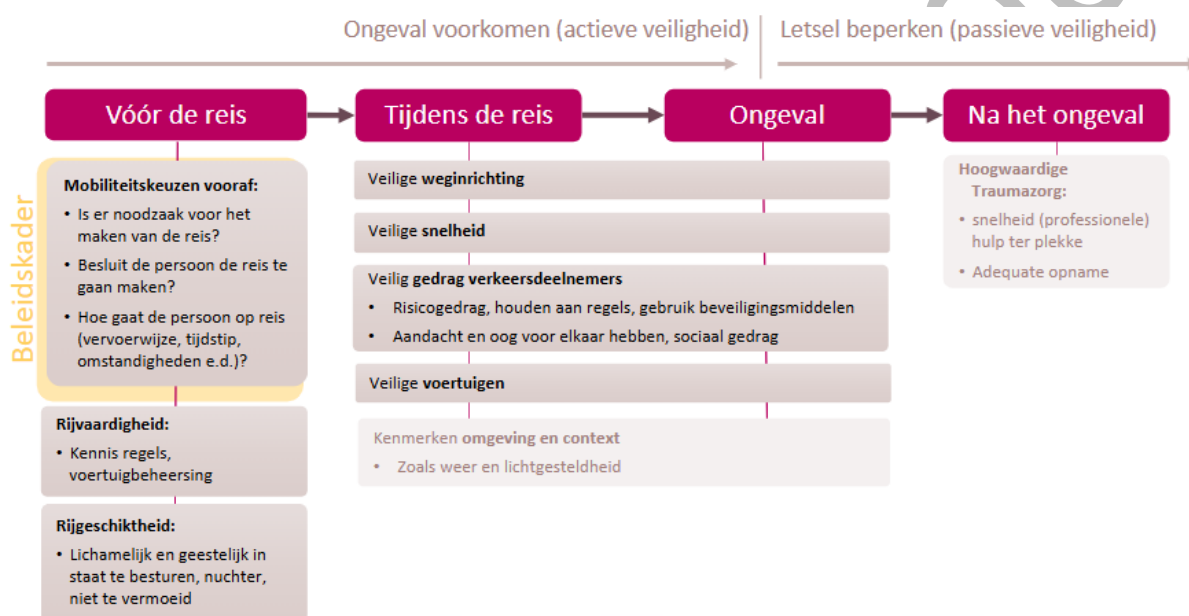 Ongeval voorkomen (actieve veiligheid)
Letsel beperken (passieve veiligheid)
Vóór de reis
Tijdens de reis
Ongeval
Na het ongeval
Beleidskader
Mobiliteitskeuzen vooraf:
• Is er noodzaak voor het
maken van de reis?
• Besluit de persoon de reis te
gaan maken?
• Hoe gaat de persoon op reis
(vervoerwijze, tijdstip,
omstandigheden e.d.)?
Rijvaardigheid:
• Kennis regels,
voertuigbeheersing
Rijgeschiktheid:
• Lichamelijk en geestelijk in
staat te besturen, nuchter,
niet te vermoeid
Veilige weginrichting
Veilige snelheid
Veilig gedrag verkeersdeelnemers
• Risicogedrag, houden aan regels, gebruik beveiligingsmiddelen
• Aandacht en oog voor elkaar hebben, sociaal gedrag
Veilige voertuigen
Kenmerken omgeving en context
• Zoals weer en lichtgesteldheid
Hoogwaardige
Traumazorg:
• snelheid (professionele)
hulp ter plekke
• Adequate opname